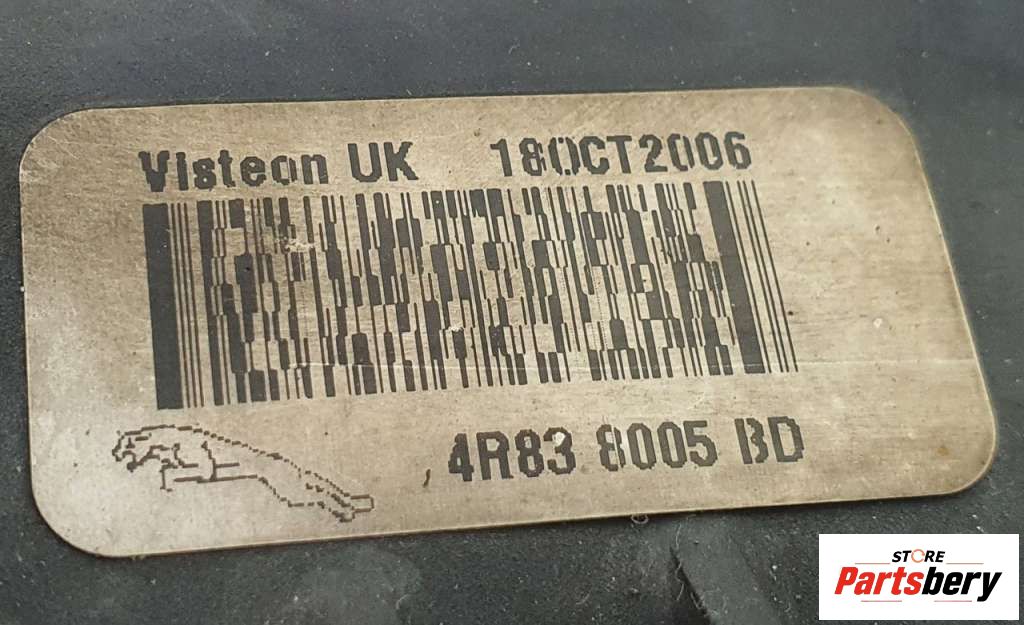 Visteon UK 18OCT2006
4R83 8005 BD
STORE
Partsbery